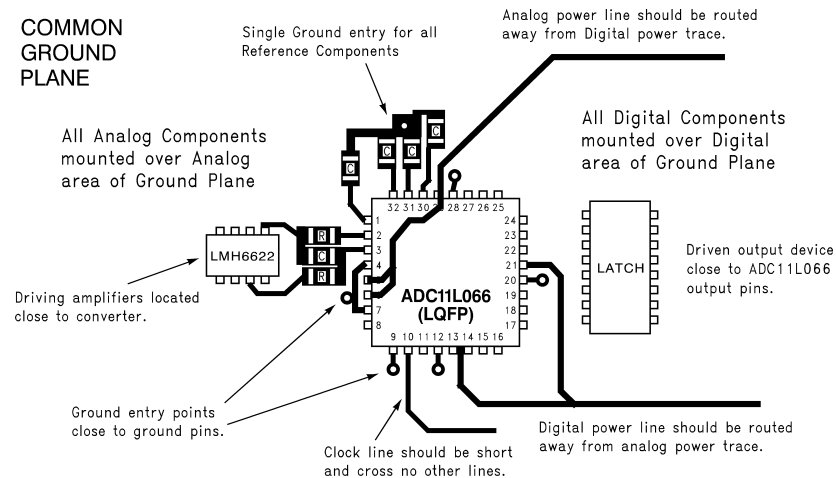 COMMON
GROUND
PLANE
Single Ground entry for all
Reference Components
Analog power line should be routed
away from Digital power trace.
All Analog Components
mounted over Analog
area of Ground Plane
All Digital Components
mounted over Digital
area of Ground Plane
C
C
C
C
32 31 30 28 27 26 25
1
2
3
4
7
8
24
23
22
21
20
19
18
17
R
C
R
LMH6622
LATCH
ADC11L066
(LQFP)
Driven output device
close to ADC11L066
output pins.
Driving amplifiers located
close to converter.
9 10 11 12 13 14 15 16
Ground entry points
close to ground pins.
Clock line should be short
and cross no other lines.
Digital power line should be routed
away from analog power trace.